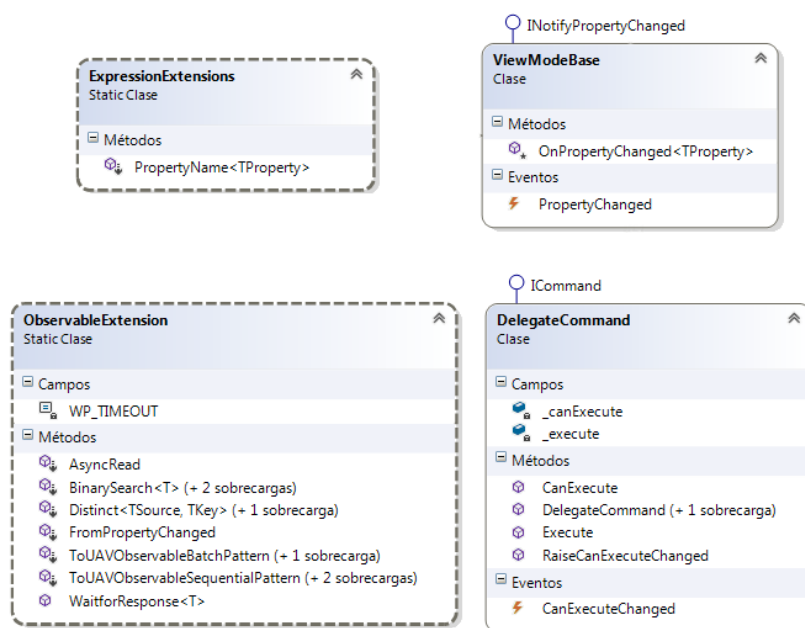 ExpressionExtensions
Static Clase
Métodos
PropertyName<TProperty>
INotifyPropertyChanged
ViewModeBase
Clase
Métodos
OnPropertyChanged<TProperty>
Eventos
PropertyChanged
ObservableExtension
Static Clase
Campos
WP_TIMEOUT
Métodos
AsyncRead
BinarySearch<T> (+ 2 sobrecargas)
Distinct<TSource, TKey> (+ 1 sobrecarga)
FromPropertyChanged
ToUAVObservableBatchPattern (+ 1 sobrecarga)
ToUAVObservableSequentialPattern (+ 2 sobrecargas)
WaitforResponse<T>
ICommand
DelegateCommand
Clase
Campos
_canExecute
_execute
Métodos
CanExecute
DelegateCommand (+ 1 sobrecarga)
Execute
RaiseCanExecuteChanged
Eventos
CanExecuteChanged